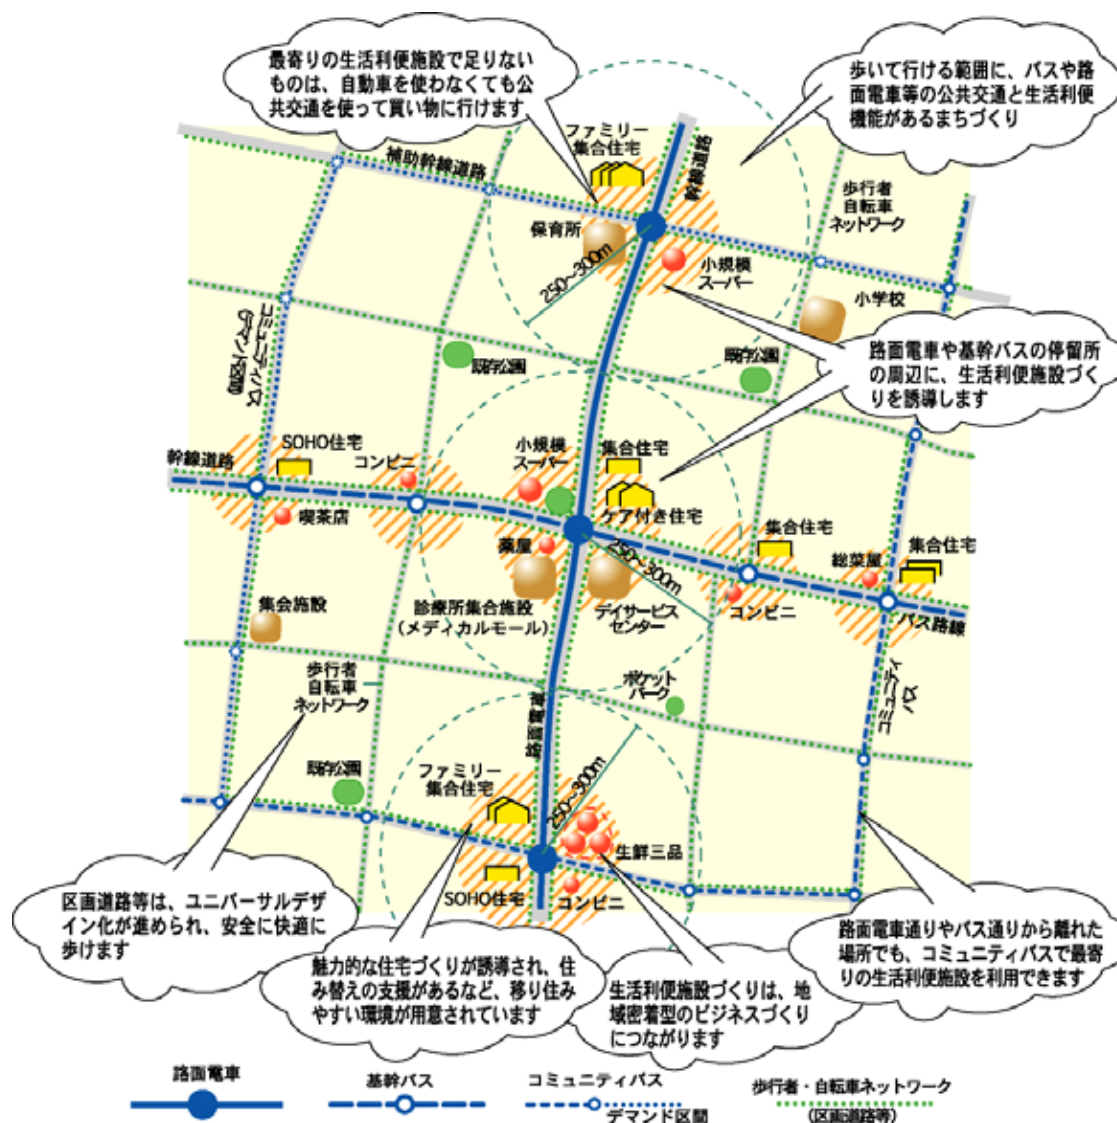 最寄りの生活利便施設で足りない
ものは、自動車を使わなくても公
共交通を使って買い物に行けます
歩いて行ける範囲に、バスや路
面電車等の公共交通と生活利便
機能があるまちづくり
ファミリー
集合住宅
補助幹線道路
幹線道路
歩行者
自転車
ネットワーク
保育所
250〜300m
小規模
スーパー
小学校
コミュニティバス
(デマンド区間)
既存公園
既存公園
路面電車や基幹バスの停留所
の周辺に、生活利便施設づく
りを誘導します
幹線道路
SOHO住宅
コンビニ
小規模
スーパー
集合住宅
喫茶店
ケア付き住宅
薬屋
250〜300m
集合住宅
総菜屋
集合住宅
集会施設
診療所集合施設
(メディカルモール)
デイサービス
センター
コンビニ
バス路線
歩行者
自転車
ネットワーク
ポケット
パーク
コミュニティ
バス
路面電車
既存公園
ファミリー
集合住宅
250〜300m
生鮮三品
SOHO住宅
コンビニ
区画道路等は、ユニバーサルデザ
イン化が進められ、安全に快適に
歩けます
魅力的な住宅づくりが誘導され、住
み替えの支援があるなど、移り住み
やすい環境が用意されています
生活利便施設づくりは、地
域密着型のビジネスづくり
につながります
路面電車通りやバス通りから離れた
場所でも、コミュニティバスで最寄
りの生活利便施設を利用できます
路面電車
基幹バス
コミュニティバス
デマンド区間
歩行者・自転車ネットワーク
(区画道路等)